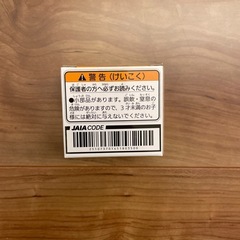 ⚠警告(けいこく)
保護者の方へ必ずお読みください。
●小部品があります。誤飲・窒息の
危険がありますので、3才未満のお子
様には絶対に与えないでください。
JAIA CODE